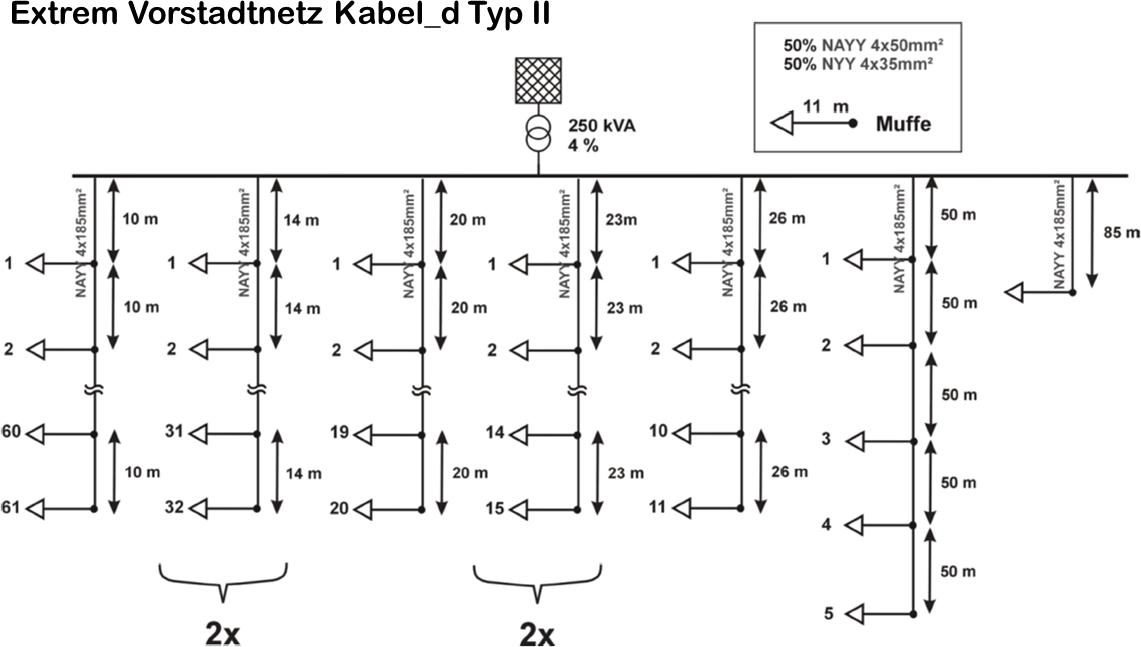 Extrem Vorstadtnetz Kabel_d Typ II
50% NAYY 4x50mm²
50% NYY 4x35mm²
11 m
Muffe
250 kVA
4 %
NAYY 4x185mm²
10 m
1
10 m
2
60
10 m
61
NAYY 4x185mm²
14 m
1
14 m
2
31
14 m
32
2x
NAYY 4x185mm²
20 m
1
20 m
2
19
20 m
20
NAYY 4x185mm²
23m
1
23 m
2
14
23 m
15
2x
NAYY 4x185mm²
26 m
1
26 m
2
10
26 m
11
NAYY 4x185mm²
50 m
1
50 m
2
50 m
3
50 m
4
50 m
5
NAYY 4x185mm²
85 m